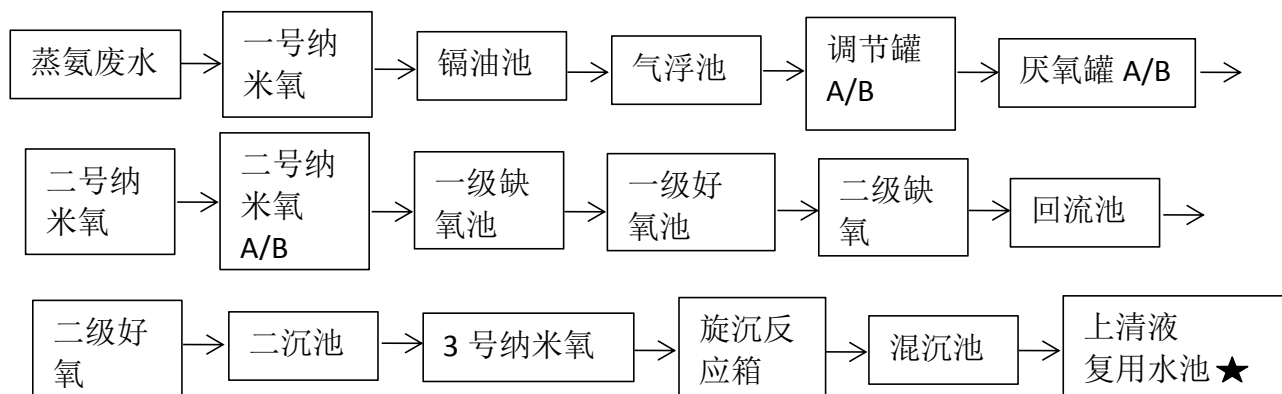 蒸氨废水
一号纳
米氧
镉油池
气浮池
调节罐
A/B
厌氧罐 A/B
二号纳
米氧
二号纳
米氧
A/B
一级缺
氧池
一级好
氧池
二级缺
氧
回流池
二级好
氧
二沉池
3 号纳米氧
旋沉反
应箱
混沉池
上清液
复用水池★